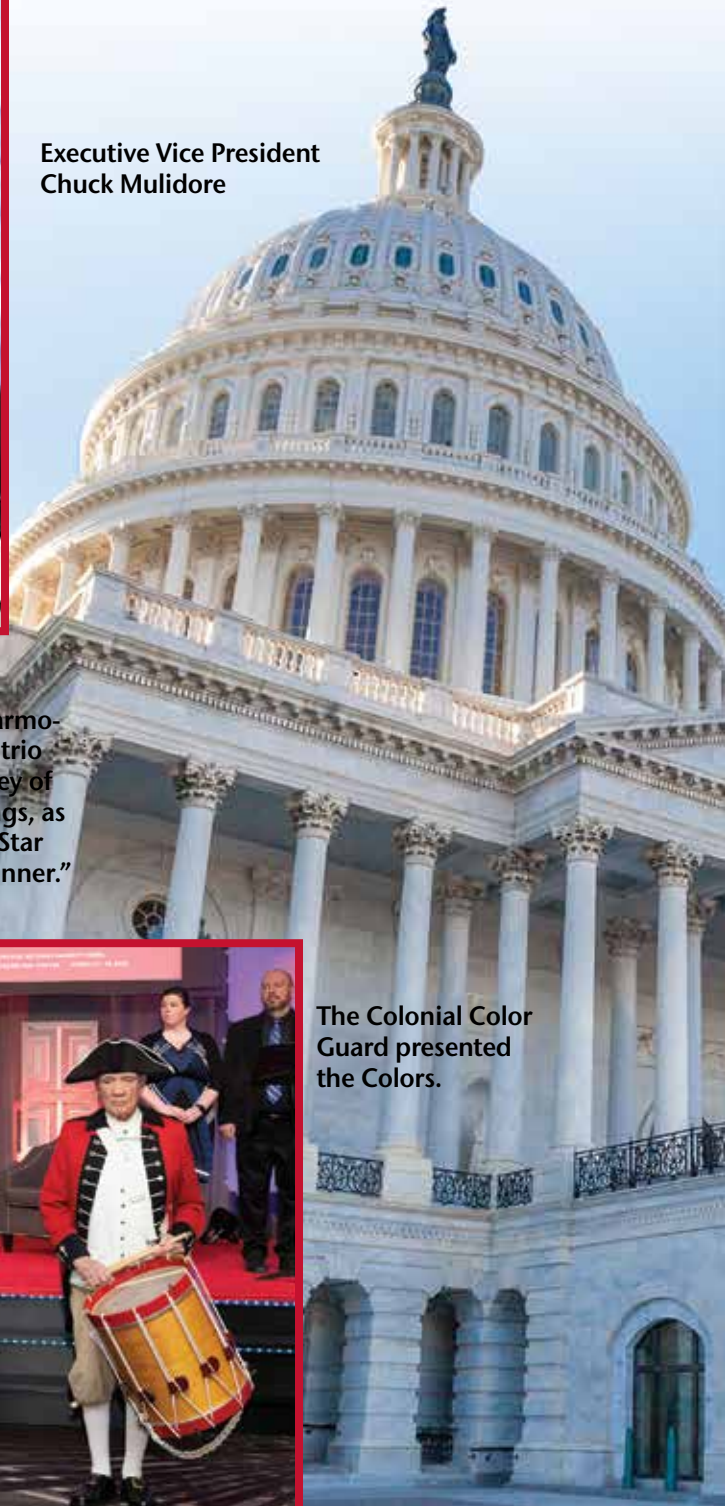 Executive Vice President
Chuck Mulidore
armo-
trio
ey of
gs, as
Star
nner.”
The Colonial Color
Guard presented
the Colors.